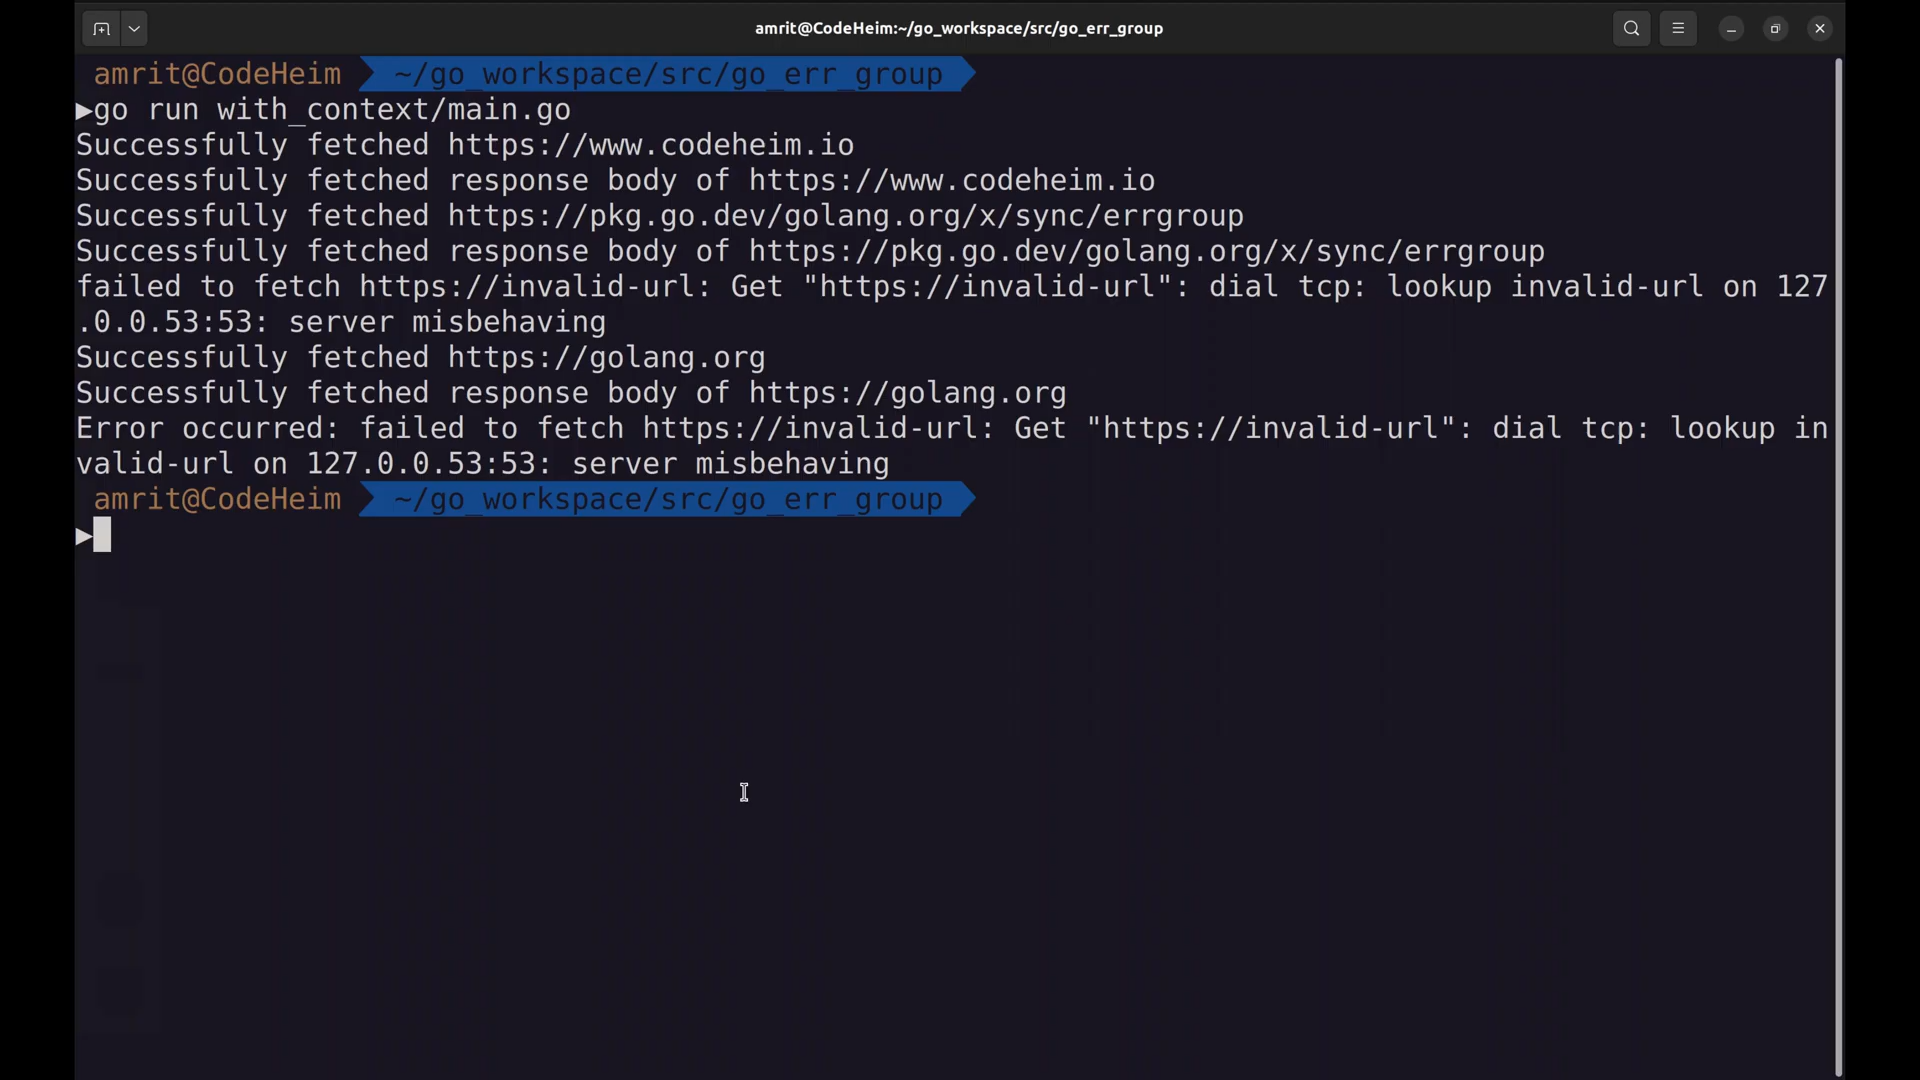 amrit@CodeHeim:~/go_workspace/src/go_err_group
amrit@CodeHeim ~/go_workspace/src/go_err_group
▶go run with_context/main.go
Successfully fetched https://www.codeheim.io
Successfully fetched response body of https://www.codeheim.io
Successfully fetched https://pkg.go.dev/golang.org/x/sync/errgroup
Successfully fetched response body of https://pkg.go.dev/golang.org/x/sync/errgroup
failed to fetch https://invalid-url: Get "https://invalid-url": dial tcp: lookup invalid-url on 127
.0.0.53:53: server misbehaving
Successfully fetched https://golang.org
Successfully fetched response body of https://golang.org
Error occurred: failed to fetch https://invalid-url: Get "https://invalid-url": dial tcp: lookup in
valid-url on 127.0.0.53:53: server misbehaving
amrit@CodeHeim ~/go_workspace/src/go_err_group
▶